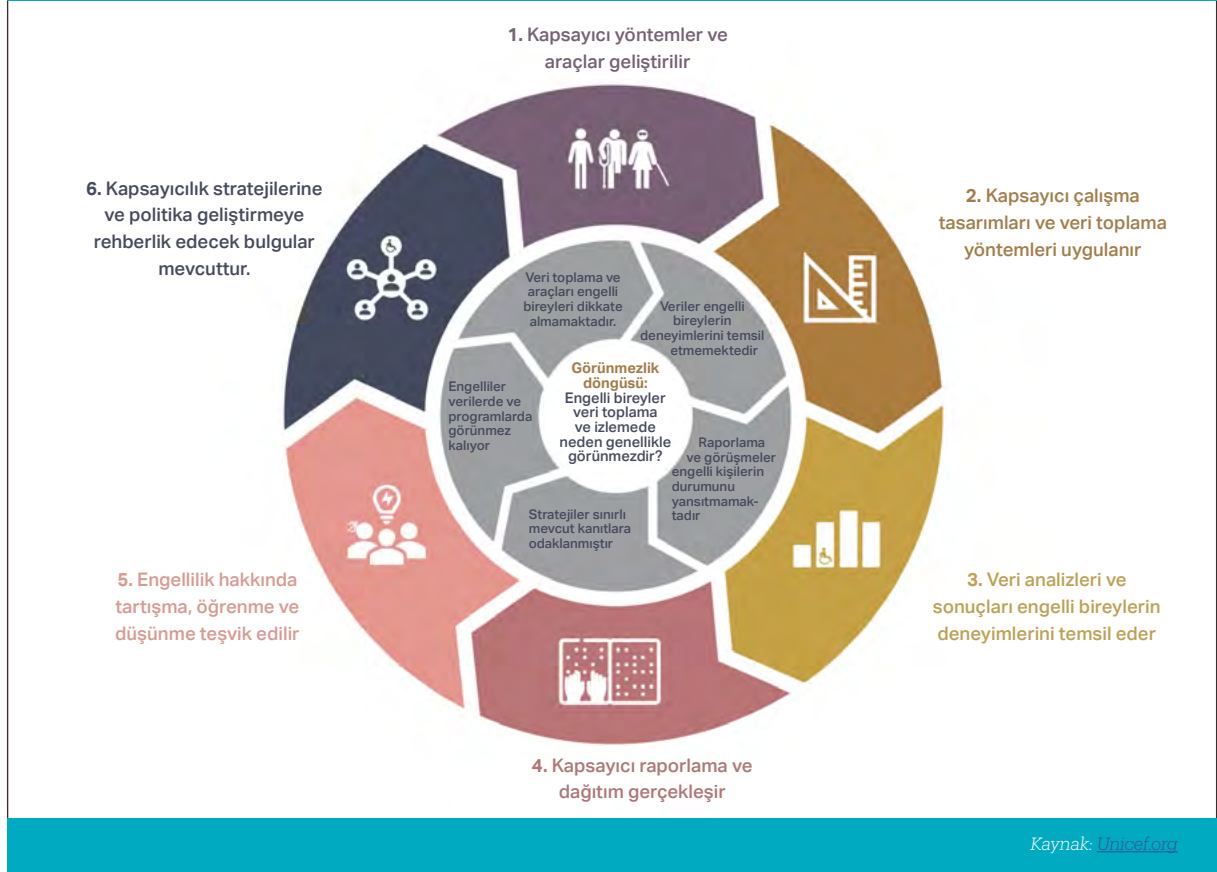 1. Kapsayıcı yöntemler ve
araçlar geliştirilir
2. Kapsayıcı çalışma
tasarımları ve veri toplama
yöntemleri uygulanır
3. Veri analizleri ve
sonuçları engelli bireylerin
deneyimlerini temsil eder
4. Kapsayıcı raporlama ve
dağıtım gerçekleşir
5. Engellilik hakkında
tartışma, öğrenme ve
düşünme teşvik edilir
6. Kapsayıcılık stratejilerine
ve politika geliştirmeye
rehberlik edecek bulgular
mevcuttur.
Veri toplama ve
araçları engelli
bireyleri dikkate
almamaktadır.
Veriler engelli
bireylerin
deneyimlerini temsil
etmemektedir
Raporlama
ve görüşmeler
engelli kişilerin
durumunu
yansıtmamak-
tadır
Stratejiler sınırlı
mevcut kanıtlara
odaklanmıştır
Engelliler
verilerde ve
programlarda
görünmez
kalıyor
Görünmezlik
döngüsü:
Engelli bireyler
veri toplama
ve izlemede
neden genellikle
görünmezdir?
Kaynak: Unicef.org